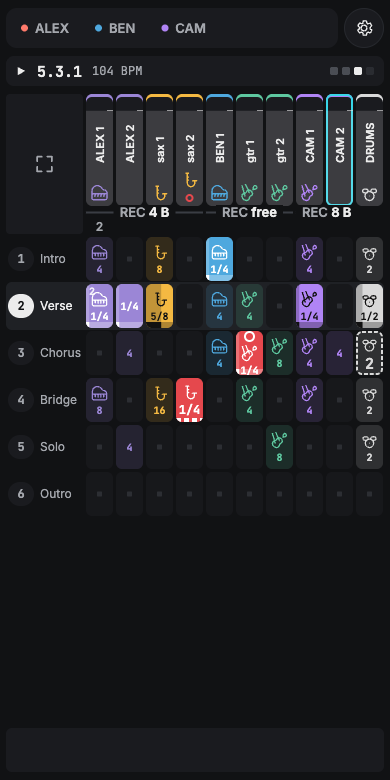 ALEX BEN CAM
5.3.1 104 BPM
ALEX 1 ALEX 2 sax 1 sax 2 BEN 1 gtr 1 gtr 2 CAM 1 CAM 2 DRUMS
REC 4 B REC free REC 8 B
2
1 Intro 4 8 1/4 4 2
2 Verse 2 1/4 1/4 5/8 4 4 1/4 1/2
3 Chorus 4 4 1/4 8 4 4 2
4 Bridge 8 16 1/4 4 4 2
5 Solo 4 8 2
6 Outro